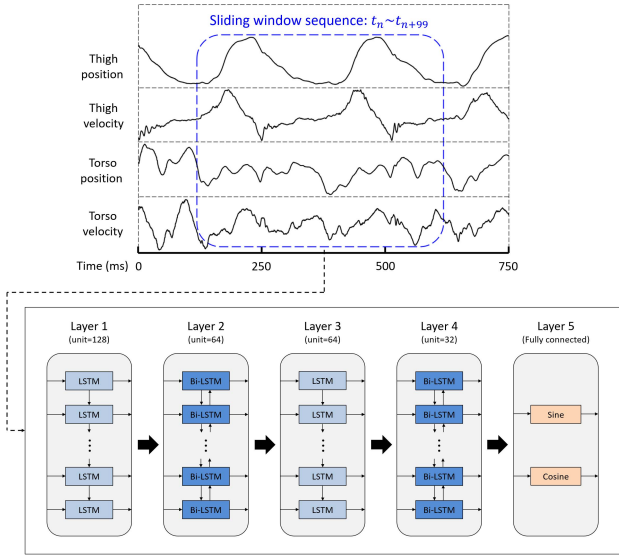 Sliding window sequence: tₙ~tₙ₊₉₉
Thigh
position
Thigh
velocity
Torso
position
Torso
velocity
Time (ms) 0 250 500 750
Layer 1 Layer 2 Layer 3 Layer 4 Layer 5
(unit=128) (unit=64) (unit=64) (unit=32) (Fully connected)
LSTM Bi-LSTM LSTM Bi-LSTM
LSTM Bi-LSTM LSTM Bi-LSTM Sine
LSTM Bi-LSTM LSTM Bi-LSTM Cosine
LSTM Bi-LSTM LSTM Bi-LSTM